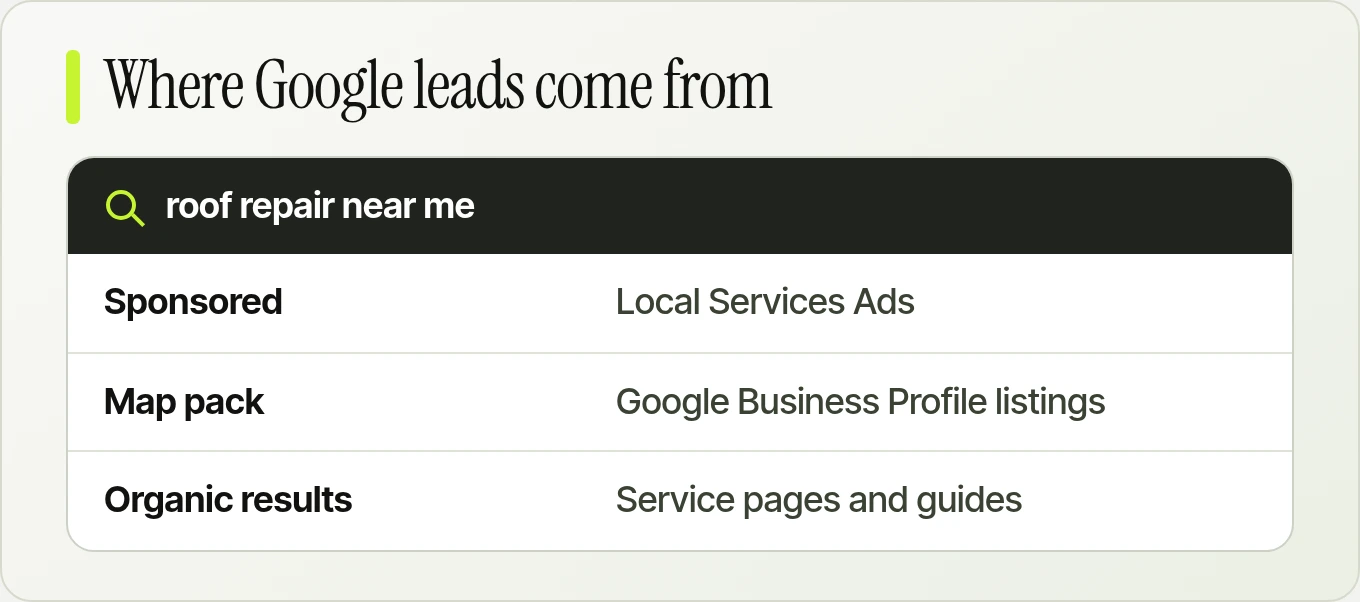 Where Google leads come from
roof repair near me
Sponsored Local Services Ads
Map pack Google Business Profile listings
Organic results Service pages and guides